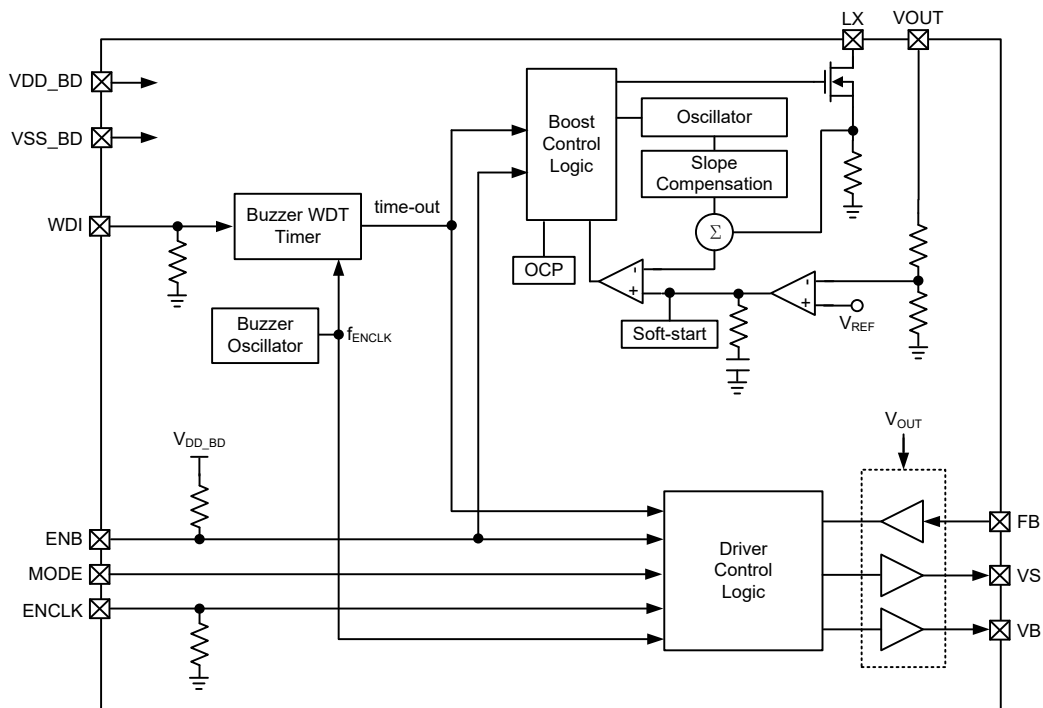 LX VOUT
VDD_BD
VSS_BD
WDI
Buzzer WDT
Timer
time-out
Boost
Control
Logic
Oscillator
Slope
Compensation
Σ
OCP
-
+
Soft-start
-
+
VREF
Buzzer
Oscillator
fENCLK
VDD_BD
VOUT
ENB
MODE
ENCLK
Driver
Control
Logic
FB
VS
VB